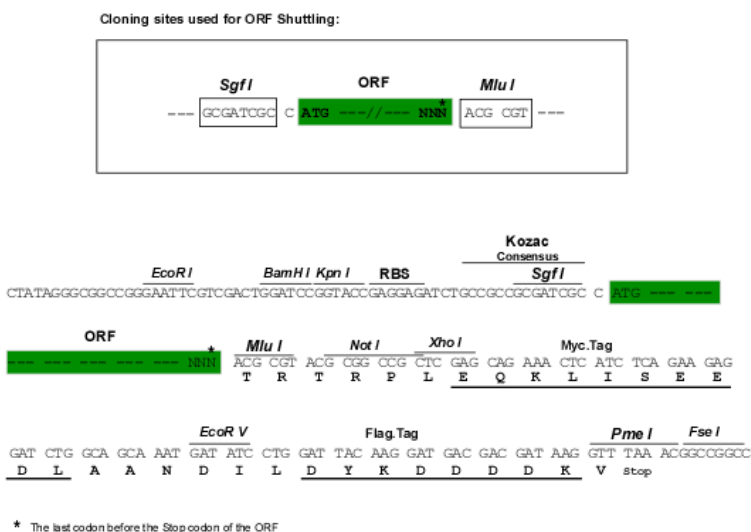 Cloning sites used for ORF Shuttling:
Sgf I ORF Mlu I
--- GCGATCGC C ATG ---//--- NNN* ACG CGT ---
Kozac
Consensus
EcoR I BamH I Kpn I RBS Sgf I
CTATAGGGCGGCCGGGAATTCGTCGACTGGATCCGGTACCGAGGAGATCTGCCGCCGCGATCGC C ATG --- ---
ORF
Mlu I Not I Xho I Myc.Tag
--- --- --- --- --- --- NNN* ACG CGT ACG CGG CCG CTC GAG CAG AAA CTC ATC TCA GAA GAG
T R T R P L E Q K L I S E E
EcoR V Flag.Tag Pme I Fse I
GAT CTG GCA GCA AAT GAT ATC CTG GAT TAC AAG GAT GAC GAC GAT AAG GTT TAA ACGGCCGGCC
D L A A N D I L D Y K D D D D K V Stop
* The last codon before the Stop codon of the ORF